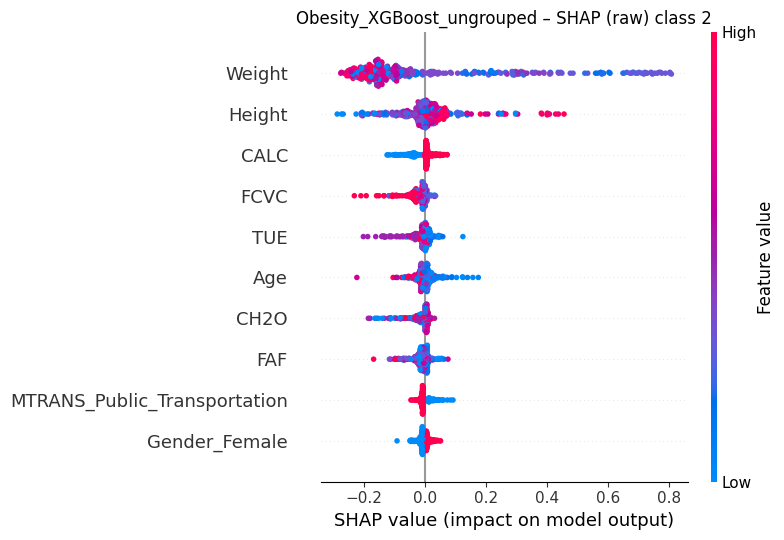 Obesity_XGBoost_ungrouped – SHAP (raw) class 2
High
Weight
Height
CALC
FCVC
TUE
Age
CH2O
FAF
MTRANS_Public_Transportation
Gender_Female
Feature value
Low
−0.2 0.0 0.2 0.4 0.6 0.8
SHAP value (impact on model output)